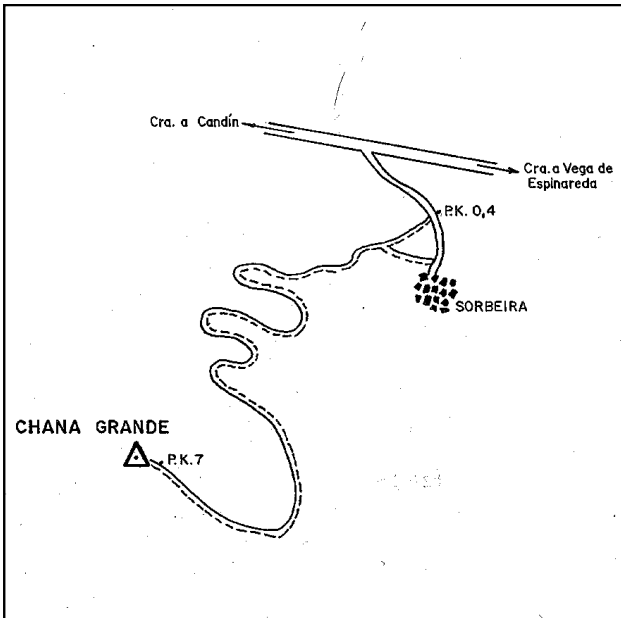 Cra. a Candín
Cra. a Vega de
Espinareda
P.K. 0,4
SORBEIRA
CHANA GRANDE
P.K. 7